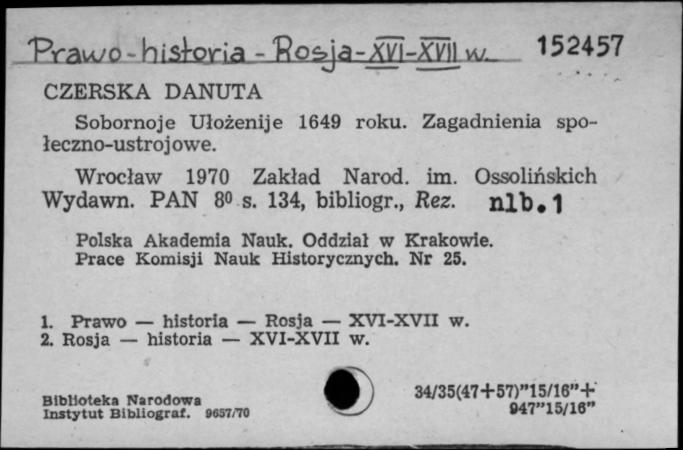 Prawo-historia - Rosja-XVI-XVII w. 152457
CZERSKA DANUTA
Sobornoje Ułożenije 1649 roku. Zagadnienia spo-
łeczno-ustrojowe.
Wrocław 1970 Zakład Narod. im. Ossolińskich
Wydawn. PAN 8⁰ s. 134, bibliogr., Rez. nlb.1
Polska Akademia Nauk. Oddział w Krakowie.
Prace Komisji Nauk Historycznych. Nr 25.
1. Prawo — historia — Rosja — XVI-XVII w.
2. Rosja — historia — XVI-XVII w.
Biblioteka Narodowa
Instytut Bibliograf. 9657/70
34/35(47+57)"15/16"+
947"15/16"